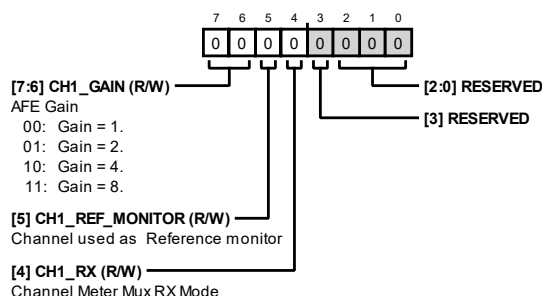 7 6 5 4 3 2 1 0
0 0 0 0 0 0 0 0
[7:6] CH1_GAIN (R/W)
AFE Gain
00: Gain = 1.
01: Gain = 2.
10: Gain = 4.
11: Gain = 8.
[5] CH1_REF_MONITOR (R/W)
Channel used as Reference monitor
[4] CH1_RX (R/W)
Channel Meter Mux RX Mode
[2:0] RESERVED
[3] RESERVED